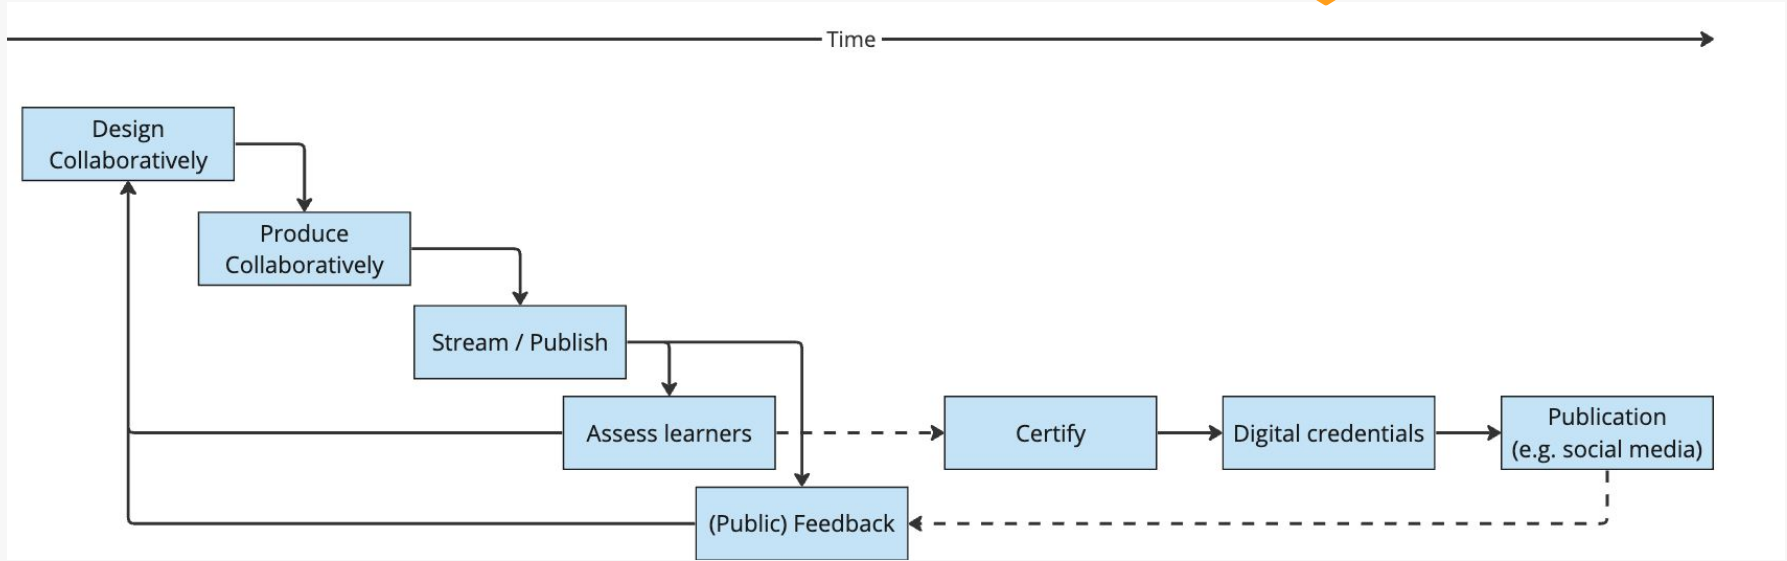 Time
Design
Collaboratively
Produce
Collaboratively
Stream / Publish
Assess learners
Certify
Digital credentials
Publication
(e.g. social media)
(Public) Feedback